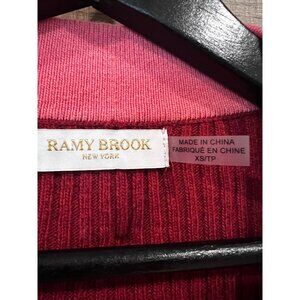 RAMY BROOK
NEW YORK
MADE IN CHINA
FABRIQUÉ EN CHINE
XS/TP